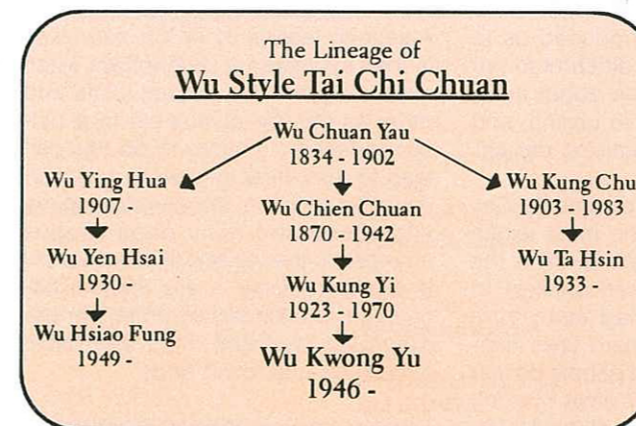 The Lineage of
Wu Style Tai Chi Chuan
Wu Chuan Yau
1834 - 1902
Wu Ying Hua
1907 -
Wu Yen Hsai
1930 -
Wu Hsiao Fung
1949 -
Wu Chien Chuan
1870 - 1942
Wu Kung Yi
1923 - 1970
Wu Kwong Yu
1946 -
Wu Kung Chu
1903 - 1983
Wu Ta Hsin
1933 -